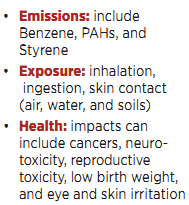 • Emissions: include
Benzene, PAHs, and
Styrene
• Exposure: inhalation,
ingestion, skin contact
(air, water, and soils)
• Health: impacts can
include cancers, neuro-
toxicity, reproductive
toxicity, low birth weight,
and eye and skin irritation